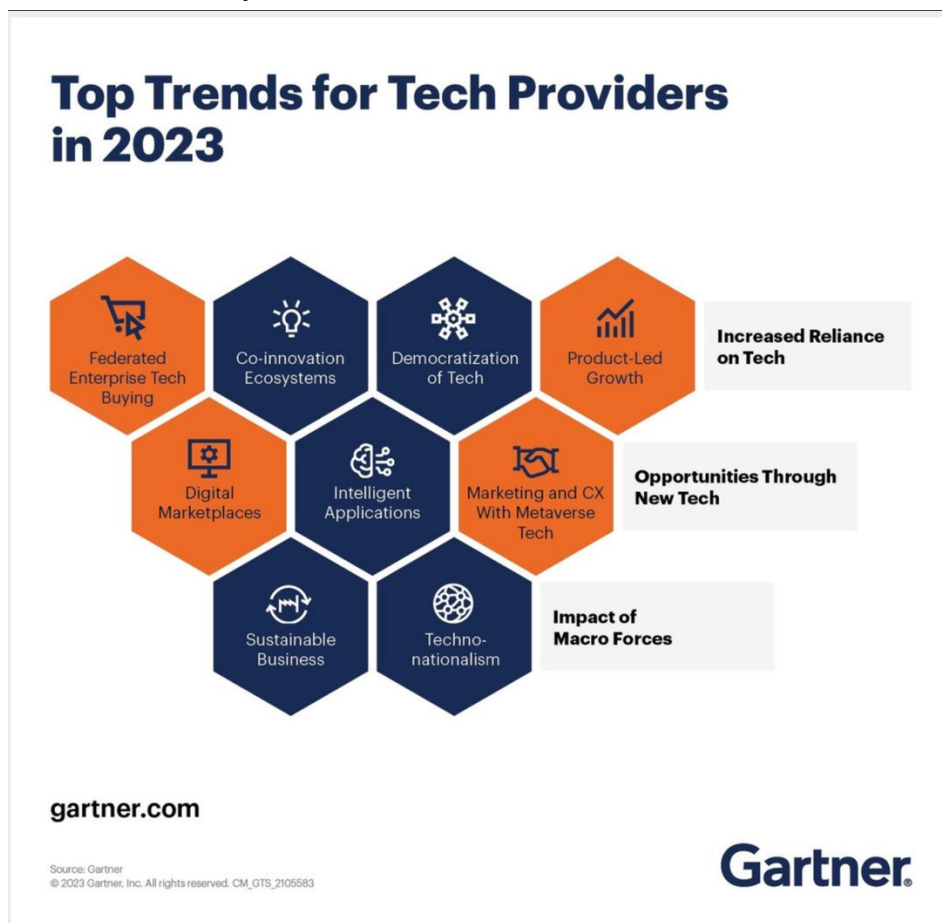 Top Trends for Tech Providers
in 2023
Federated
Enterprise Tech
Buying
Co-innovation
Ecosystems
Democratization
of Tech
Product-Led
Growth
Increased Reliance
on Tech
Digital
Marketplaces
Intelligent
Applications
Marketing and CX
With Metaverse
Tech
Opportunities Through
New Tech
Sustainable
Business
Techno-
nationalism
Impact of
Macro Forces
gartner.com
Source: Gartner
© 2023 Gartner, Inc. All rights reserved. CM_GTS_2105583
Gartner®